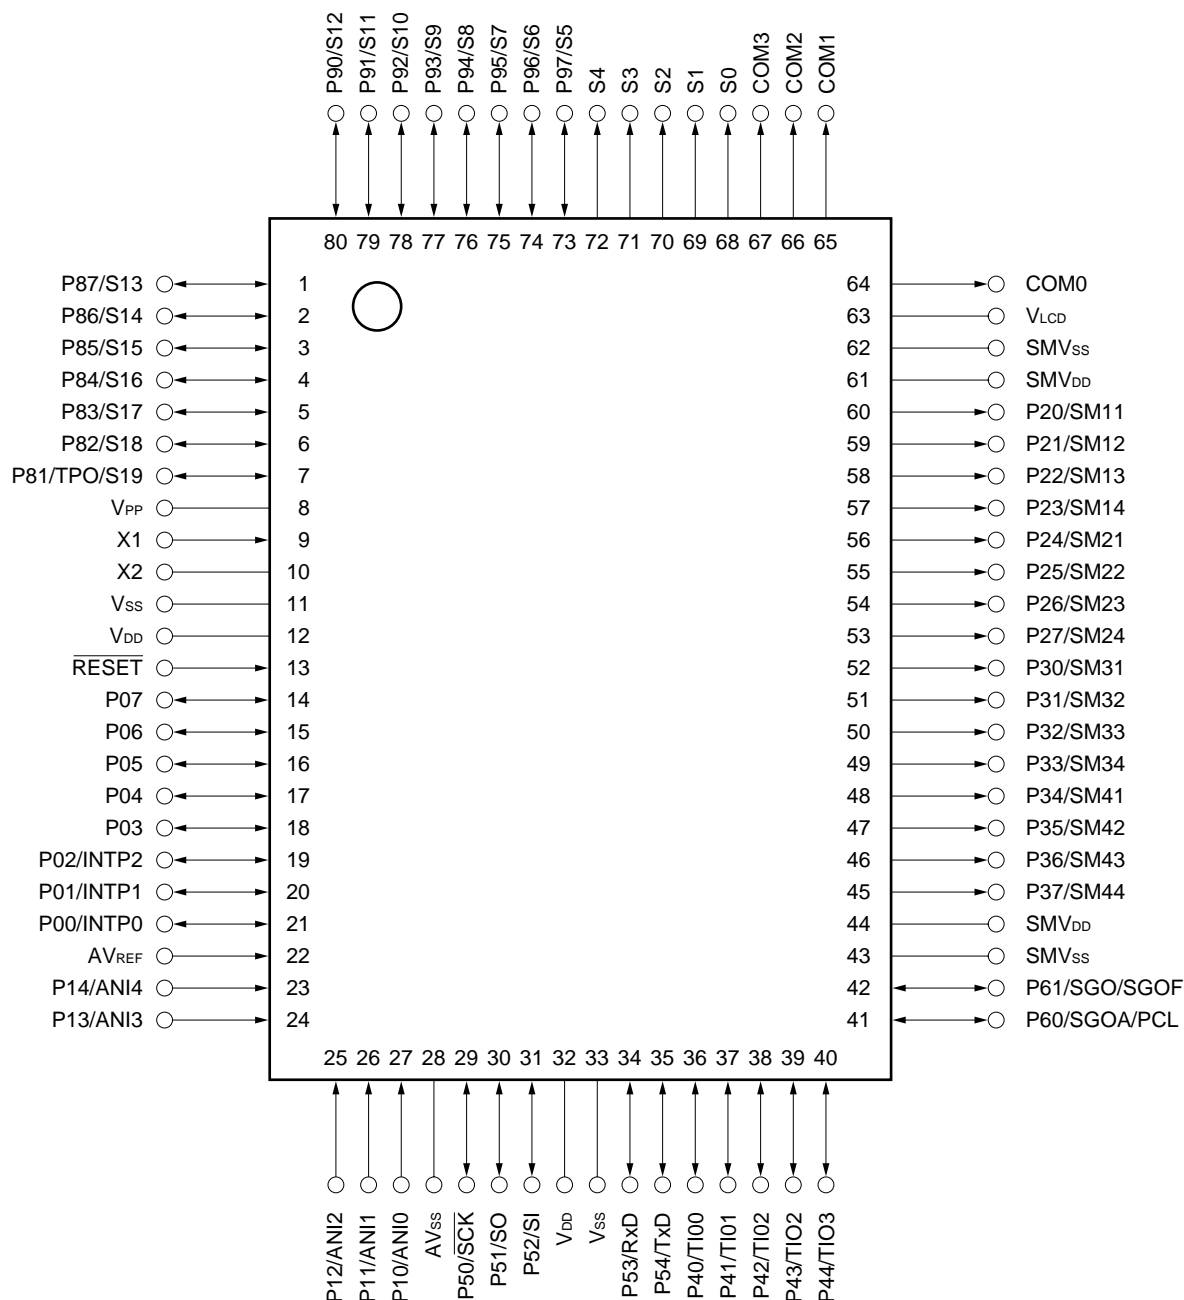 P90/S12 P91/S11 P92/S10 P93/S9 P94/S8 P95/S7 P96/S6 P97/S5 S4 S3 S2 S1 S0 COM3 COM2 COM1
80 79 78 77 76 75 74 73 72 71 70 69 68 67 66 65
P87/S13 1 64 COM0
P86/S14 2 63 VLCD
P85/S15 3 62 SMVSS
P84/S16 4 61 SMVDD
P83/S17 5 60 P20/SM11
P82/S18 6 59 P21/SM12
P81/TPO/S19 7 58 P22/SM13
VPP 8 57 P23/SM14
X1 9 56 P24/SM21
X2 10 55 P25/SM22
VSS 11 54 P26/SM23
VDD 12 53 P27/SM24
RESET 13 52 P30/SM31
P07 14 51 P31/SM32
P06 15 50 P32/SM33
P05 16 49 P33/SM34
P04 17 48 P34/SM41
P03 18 47 P35/SM42
P02/INTP2 19 46 P36/SM43
P01/INTP1 20 45 P37/SM44
P00/INTP0 21 44 SMVDD
AVREF 22 43 SMVSS
P14/ANI4 23 42 P61/SGO/SGOF
P13/ANI3 24 41 P60/SGOA/PCL
25 26 27 28 29 30 31 32 33 34 35 36 37 38 39 40
P12/ANI2 P11/ANI1 P10/ANI0 AVSS P50/SCK P51/SO P52/SI VDD VSS P53/RxD P54/TxD P40/TI00 P41/TI01 P42/TI02 P43/TIO2 P44/TIO3